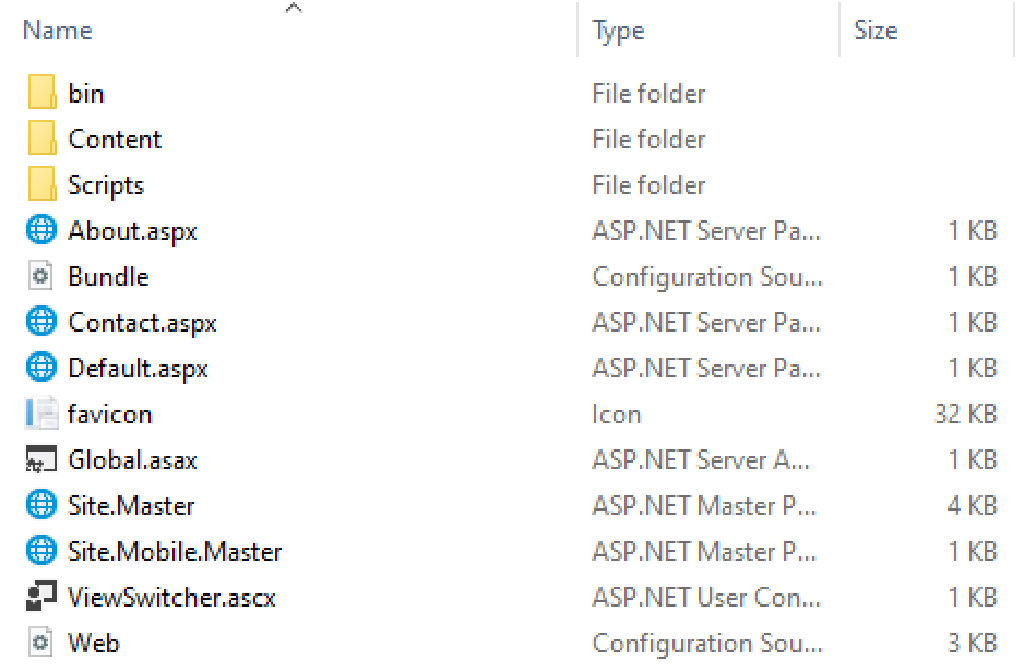 Name Type Size
bin File folder
Content File folder
Scripts File folder
About.aspx ASP.NET Server Pa... 1 KB
Bundle Configuration Sou... 1 KB
Contact.aspx ASP.NET Server Pa... 1 KB
Default.aspx ASP.NET Server Pa... 1 KB
favicon Icon 32 KB
Global.asax ASP.NET Server A... 1 KB
Site.Master ASP.NET Master P... 4 KB
Site.Mobile.Master ASP.NET Master P... 1 KB
ViewSwitcher.ascx ASP.NET User Con... 1 KB
Web Configuration Sou... 3 KB